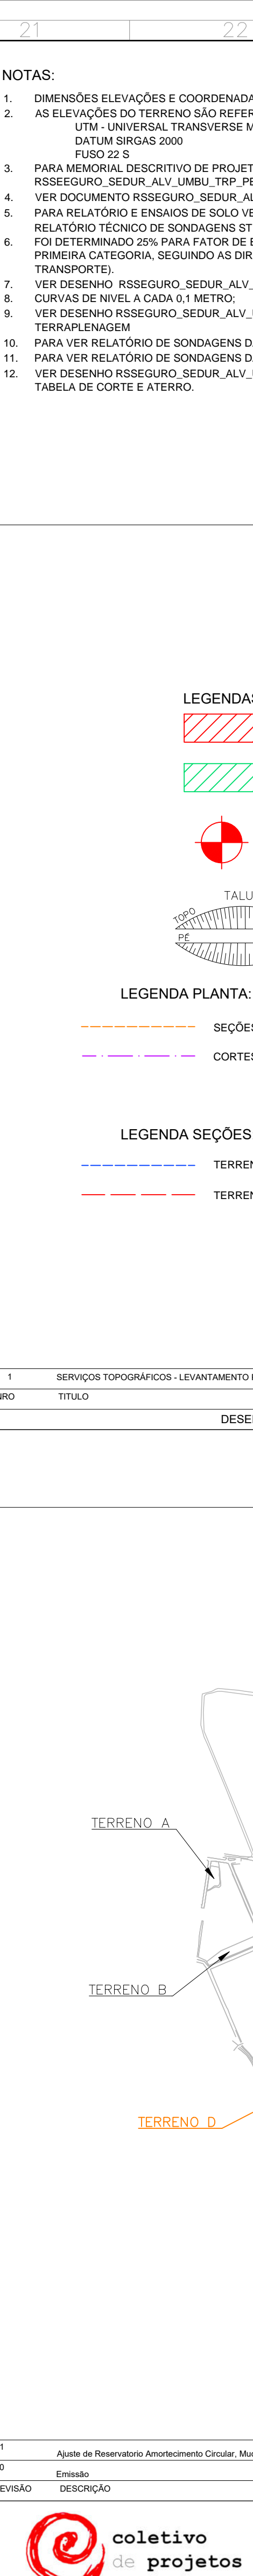 21 22
NOTAS:
1. DIMENSÕES ELEVAÇÕES E COORDENADA
2. AS ELEVAÇÕES DO TERRENO SÃO REFER
UTM - UNIVERSAL TRANSVERSE M
DATUM SIRGAS 2000
FUSO 22 S
3. PARA MEMORIAL DESCRITIVO DE PROJET
RSSEEGURO_SEDUR_ALV_UMBU_TRP_PE
4. VER DOCUMENTO RSSEGURO_SEDUR_AL
5. PARA RELATÓRIO E ENSAIOS DE SOLO VE
RELATÓRIO TÉCNICO DE SONDAGENS ST
6. FOI DETERMINADO 25% PARA FATOR DE E
PRIMEIRA CATEGORIA, SEGUINDO AS DIR
TRANSPORTE).
7. VER DESENHO RSSEGURO_SEDUR_ALV_
8. CURVAS DE NIVEL A CADA 0,1 METRO;
9. VER DESENHO RSSEGURO_SEDUR_ALV_U
TERRAPLENAGEM
10. PARA VER RELATÓRIO DE SONDAGENS D
11. PARA VER RELATÓRIO DE SONDAGENS D
12. VER DESENHO RSSEGURO_SEDUR_ALV_U
TABELA DE CORTE E ATERRO.
LEGENDAS
TALU
TOPO
PÉ
LEGENDA PLANTA:
SEÇÕES
CORTES
LEGENDA SEÇÕES
TERREN
TERREN
1 SERVIÇOS TOPOGRÁFICOS - LEVANTAMENTO
NRO TITULO
DESE
TERRENO A
TERRENO B
TERRENO D
1 Ajuste de Reservatorio Amortecimento Circular, Mud
0 Emissão
EVISÃO DESCRIÇÃO
coletivo
de projetos